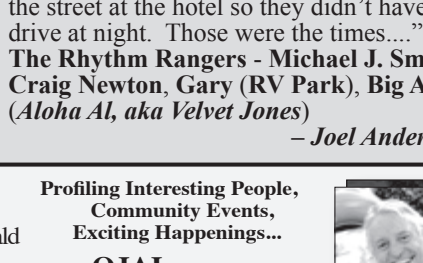 the street at the hotel so they didn't have
drive at night. Those were the times...."
The Rhythm Rangers - Michael J. Sm
Craig Newton, Gary (RV Park), Big A
(Aloha Al, aka Velvet Jones)
– Joel Ander
Profiling Interesting People,
Community Events,
ald
Exciting Happenings...
OJAI